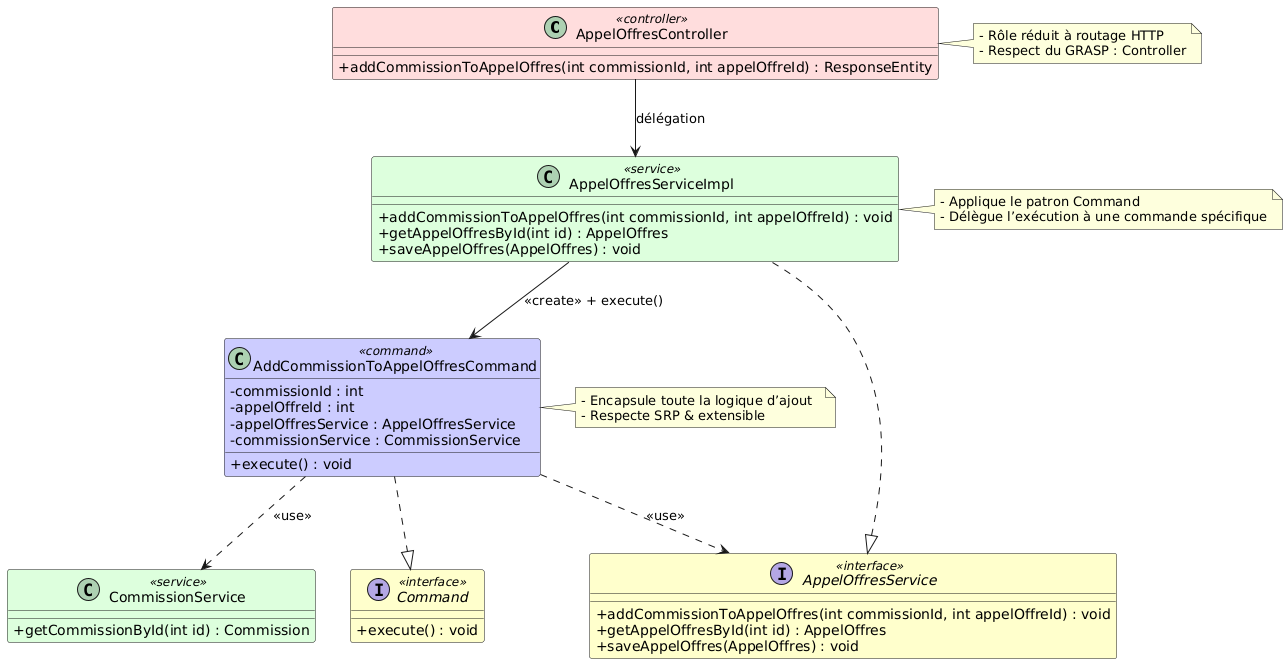 C
«controller»
AppelOffresController
+addCommissionToAppelOffres(int commissionId, int appelOffreId) : ResponseEntity
- Rôle réduit à routage HTTP
- Respect du GRASP : Controller
délégation
C
«service»
AppelOffresServiceImpl
+addCommissionToAppelOffres(int commissionId, int appelOffreId) : void
+getAppelOffresById(int id) : AppelOffres
+saveAppelOffres(AppelOffres) : void
- Applique le patron Command
- Délègue l’exécution à une commande spécifique
«create» + execute()
C
«command»
AddCommissionToAppelOffresCommand
-commissionId : int
-appelOffreId : int
-appelOffresService : AppelOffresService
-commissionService : CommissionService
+execute() : void
- Encapsule toute la logique d’ajout
- Respecte SRP & extensible
«use»
«use»
C
«service»
CommissionService
+getCommissionById(int id) : Commission
I
«interface»
Command
+execute() : void
I
«interface»
AppelOffresService
+addCommissionToAppelOffres(int commissionId, int appelOffreId) : void
+getAppelOffresById(int id) : AppelOffres
+saveAppelOffres(AppelOffres) : void